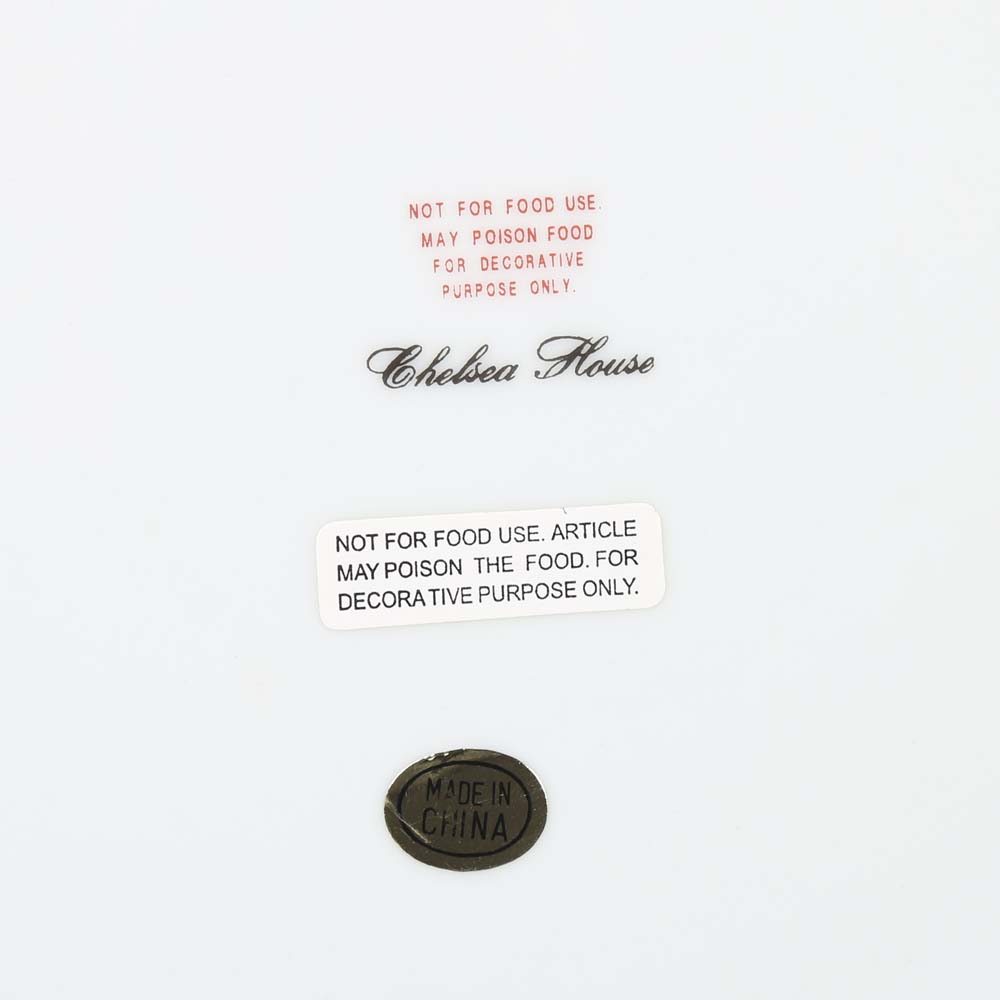 NOT FOR FOOD USE.
MAY POISON FOOD
FOR DECORATIVE
PURPOSE ONLY.
Chelsea House
NOT FOR FOOD USE. ARTICLE
MAY POISON THE FOOD. FOR
DECORATIVE PURPOSE ONLY.
MADE IN
CHINA